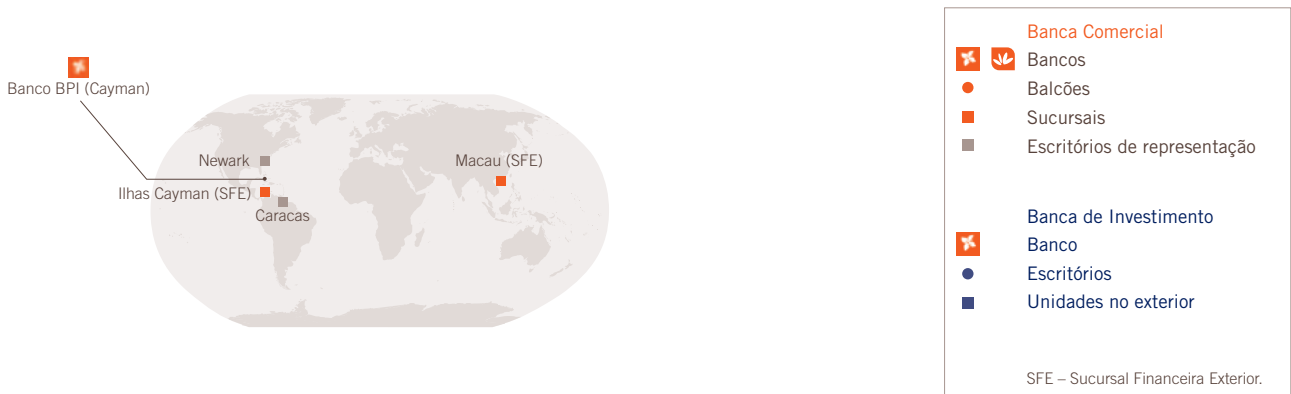 Banco BPI (Cayman)
Newark
Macau (SFE)
Ilhas Cayman (SFE)
Caracas
Banca Comercial
Bancos
Balcões
Sucursais
Escritórios de representação
Banca de Investimento
Banco
Escritórios
Unidades no exterior
SFE – Sucursal Financeira Exterior.